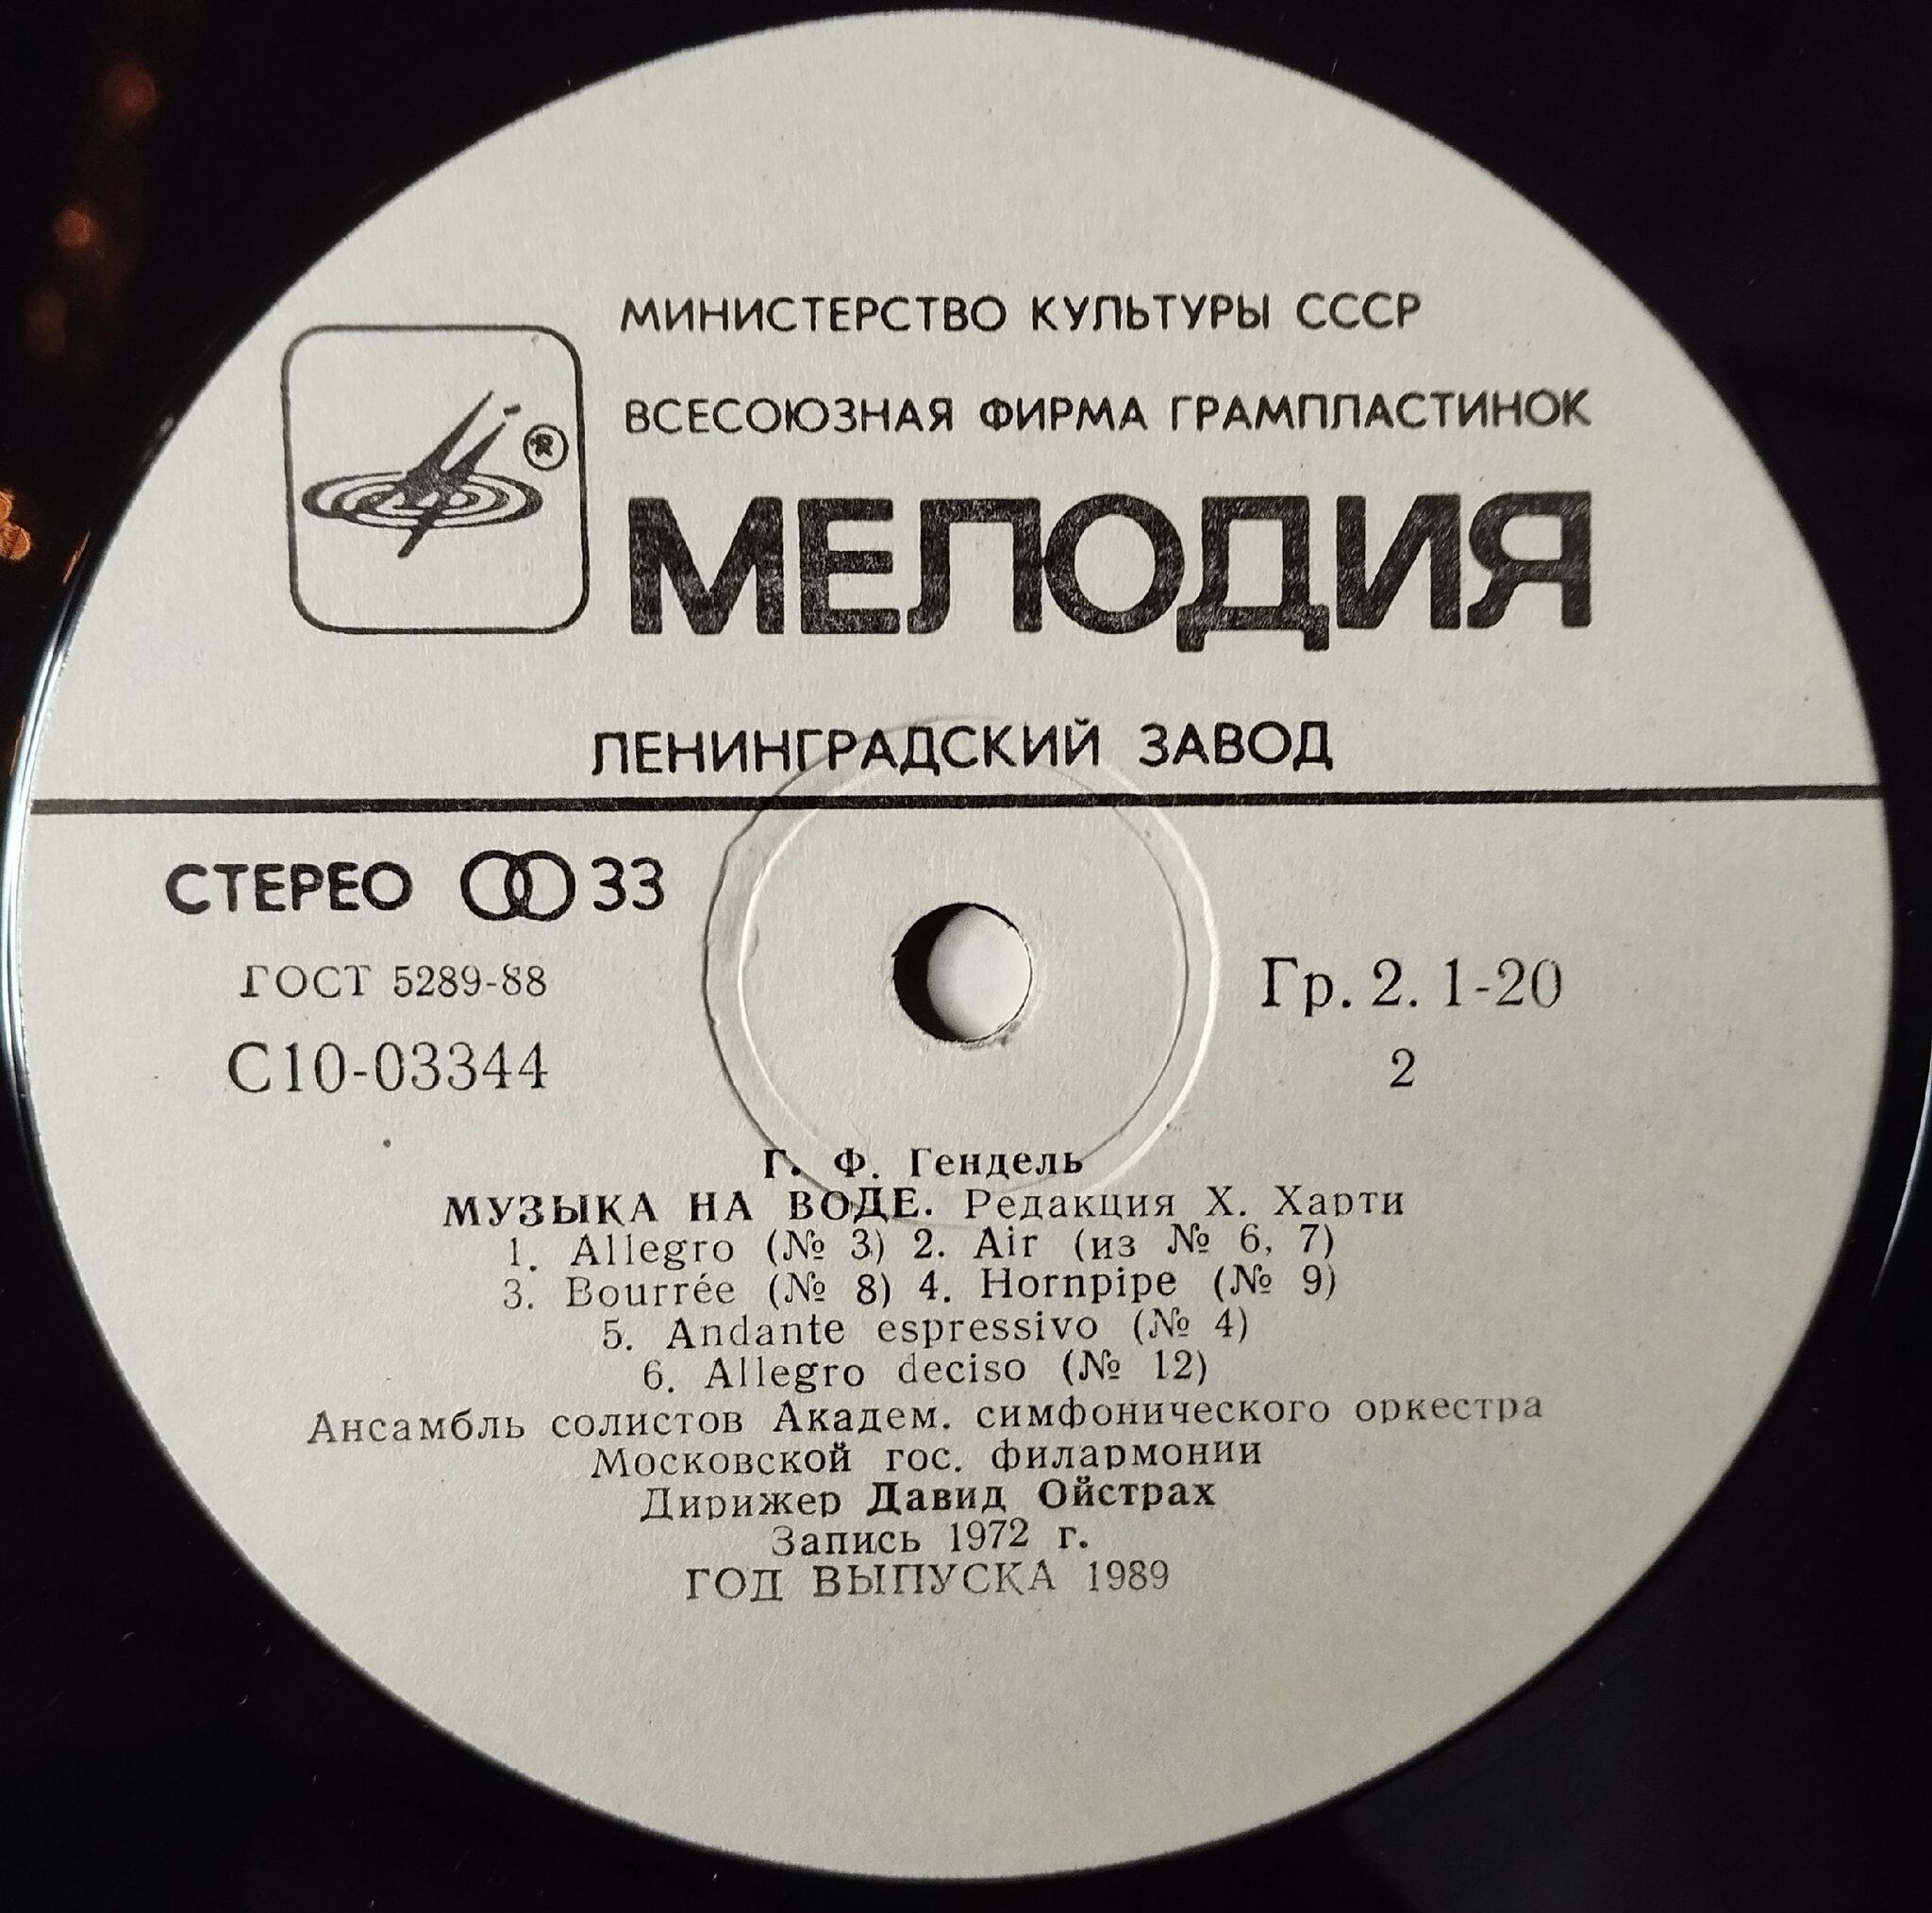 МИНИСТЕРСТВО КУЛЬТУРЫ СССР
ВСЕСОЮЗНАЯ ФИРМА ГРАМПЛАСТИНОК
®
МЕЛОДИЯ
ЛЕНИНГРАДСКИЙ ЗАВОД
СТЕРЕО 33
ГОСТ 5289-88
Гр. 2. 1-20
С10-03344
2
Г. Ф. Гендель
МУЗЫКА НА ВОДЕ. Редакция Х. Харти
1. Allegro (№ 3) 2. Air (из № 6, 7)
3. Bourrée (№ 8) 4. Hornpipe (№ 9)
5. Andante espressivo (№ 4)
6. Allegro deciso (№ 12)
Ансамбль солистов Академ. симфонического оркестра
Московской гос. филармонии
Дирижер Давид Ойстрах
Запись 1972 г.
ГОД ВЫПУСКА 1989